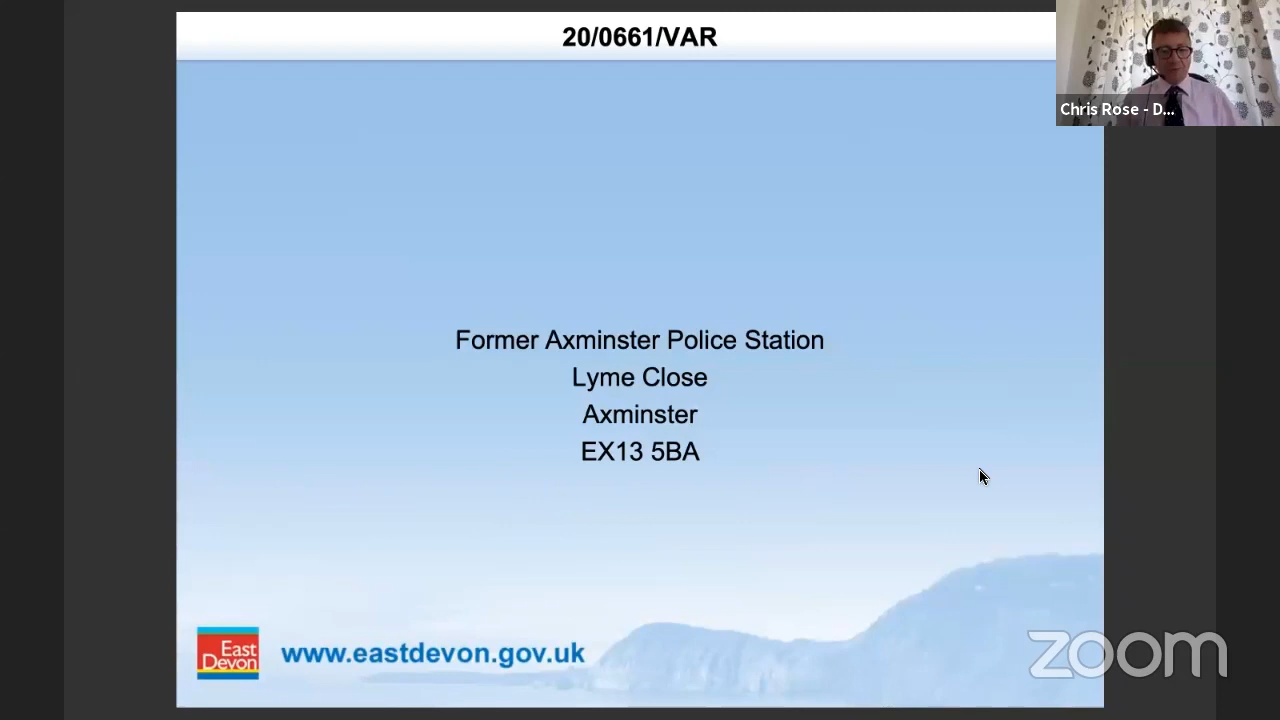 20/0661/VAR
Chris Rose - D...
Former Axminster Police Station
Lyme Close
Axminster
EX13 5BA
East
Devon
www.eastdevon.gov.uk
zoom